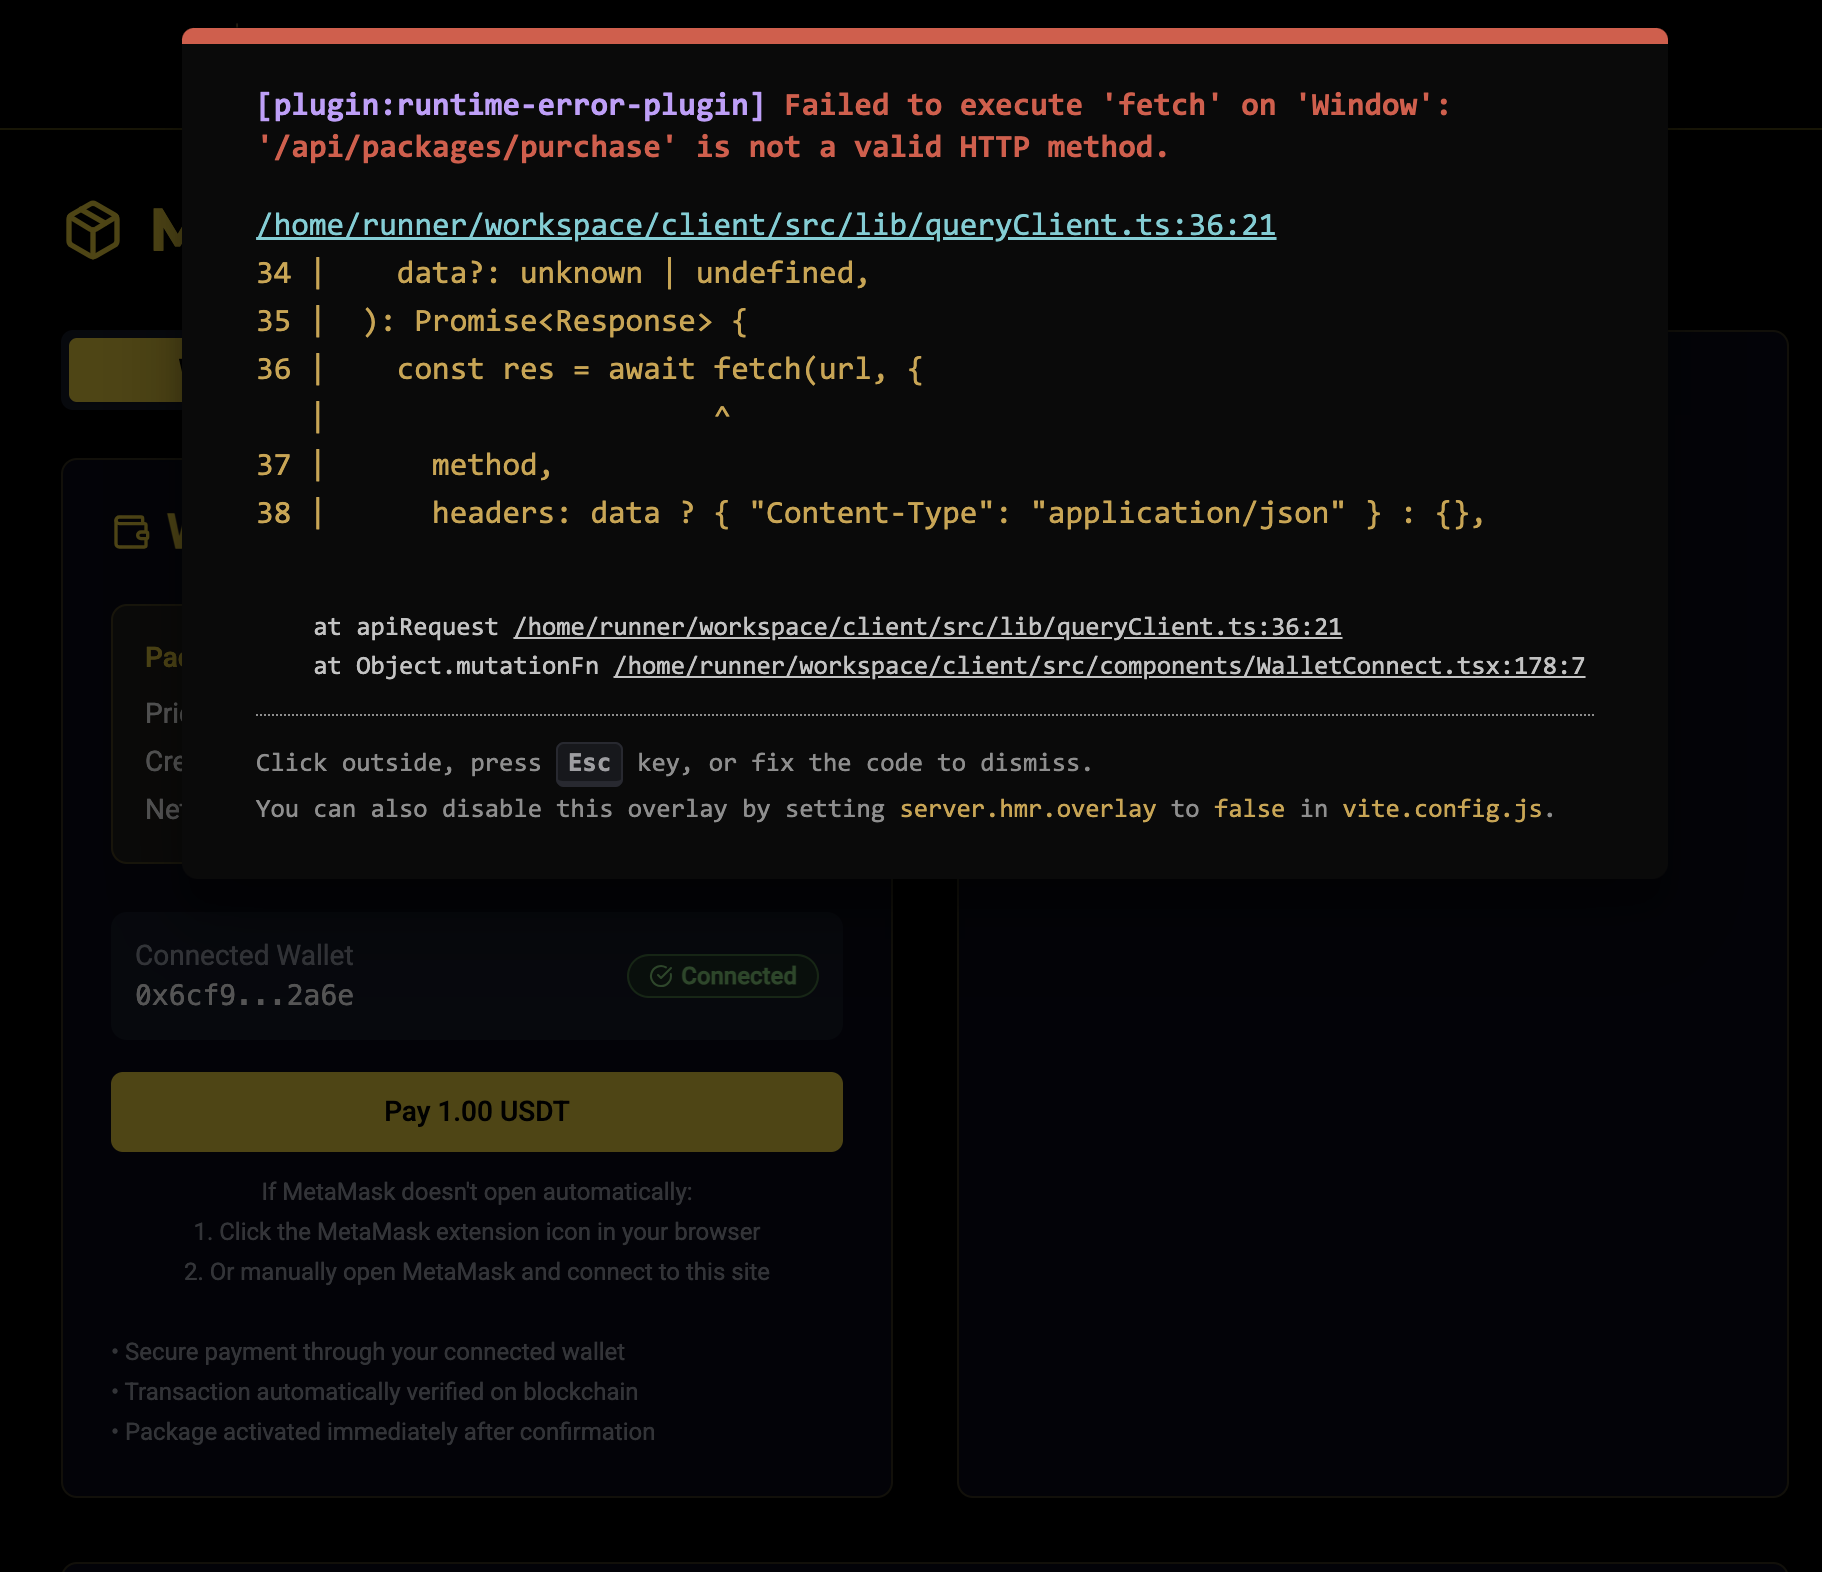 [plugin:runtime-error-plugin] Failed to execute 'fetch' on 'Window':
'/api/packages/purchase' is not a valid HTTP method.
/home/runner/workspace/client/src/lib/queryClient.ts:36:21
34 |    data?: unknown | undefined,
35 |  ): Promise<Response> {
36 |    const res = await fetch(url, {
   |                      ^
37 |      method,
38 |      headers: data ? { "Content-Type": "application/json" } : {},
at apiRequest /home/runner/workspace/client/src/lib/queryClient.ts:36:21
at Object.mutationFn /home/runner/workspace/client/src/components/WalletConnect.tsx:178:7
Click outside, press Esc key, or fix the code to dismiss.
You can also disable this overlay by setting server.hmr.overlay to false in vite.config.js.
Connected Wallet
0x6cf9...2a6e
Connected
Pay 1.00 USDT
If MetaMask doesn't open automatically:
1. Click the MetaMask extension icon in your browser
2. Or manually open MetaMask and connect to this site
• Secure payment through your connected wallet
• Transaction automatically verified on blockchain
• Package activated immediately after confirmation